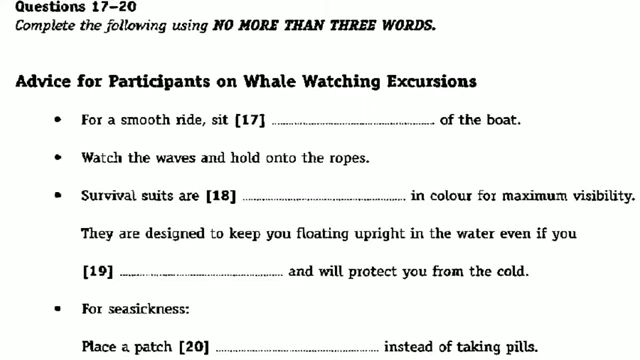 Questions 17–20
Complete the following using NO MORE THAN THREE WORDS.
Advice for Participants on Whale Watching Excursions
• For a smooth ride, sit [17] .................................................. of the boat.
• Watch the waves and hold onto the ropes.
• Survival suits are [18] .................................................. in colour for maximum visibility.
They are designed to keep you floating upright in the water even if you
[19] .................................................. and will protect you from the cold.
• For seasickness:
Place a patch [20] .................................................. instead of taking pills.